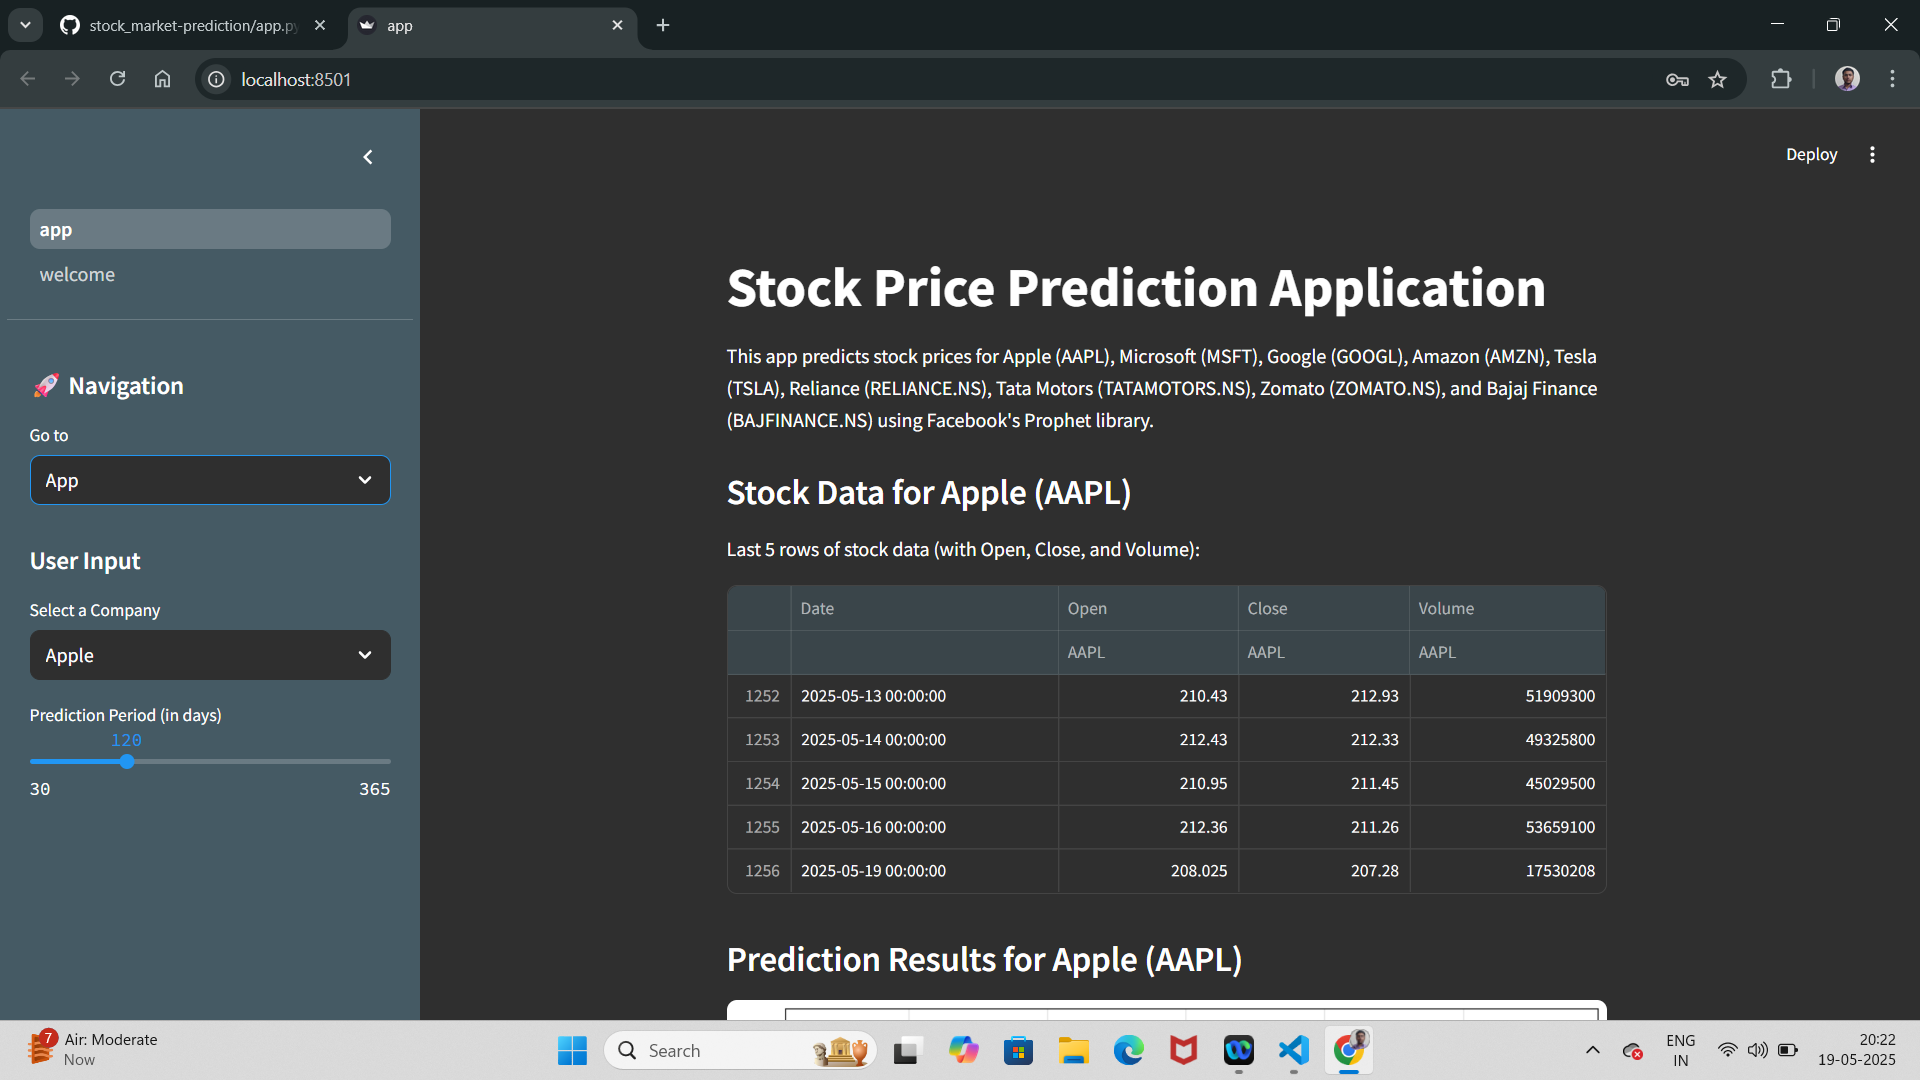 stock_market-prediction/app.py
app
localhost:8501
Deploy
app
welcome
🚀 Navigation
Go to
App
User Input
Select a Company
Apple
Prediction Period (in days)
120
30 365
Stock Price Prediction Application
This app predicts stock prices for Apple (AAPL), Microsoft (MSFT), Google (GOOGL), Amazon (AMZN), Tesla
(TSLA), Reliance (RELIANCE.NS), Tata Motors (TATAMOTORS.NS), Zomato (ZOMATO.NS), and Bajaj Finance
(BAJFINANCE.NS) using Facebook's Prophet library.
Stock Data for Apple (AAPL)
Last 5 rows of stock data (with Open, Close, and Volume):
Date Open Close Volume
AAPL AAPL AAPL
1252 2025-05-13 00:00:00 210.43 212.93 51909300
1253 2025-05-14 00:00:00 212.43 212.33 49325800
1254 2025-05-15 00:00:00 210.95 211.45 45029500
1255 2025-05-16 00:00:00 212.36 211.26 53659100
1256 2025-05-19 00:00:00 208.025 207.28 17530208
Prediction Results for Apple (AAPL)
7
Air: Moderate
Now
Search
ENG
IN
20:22
19-05-2025